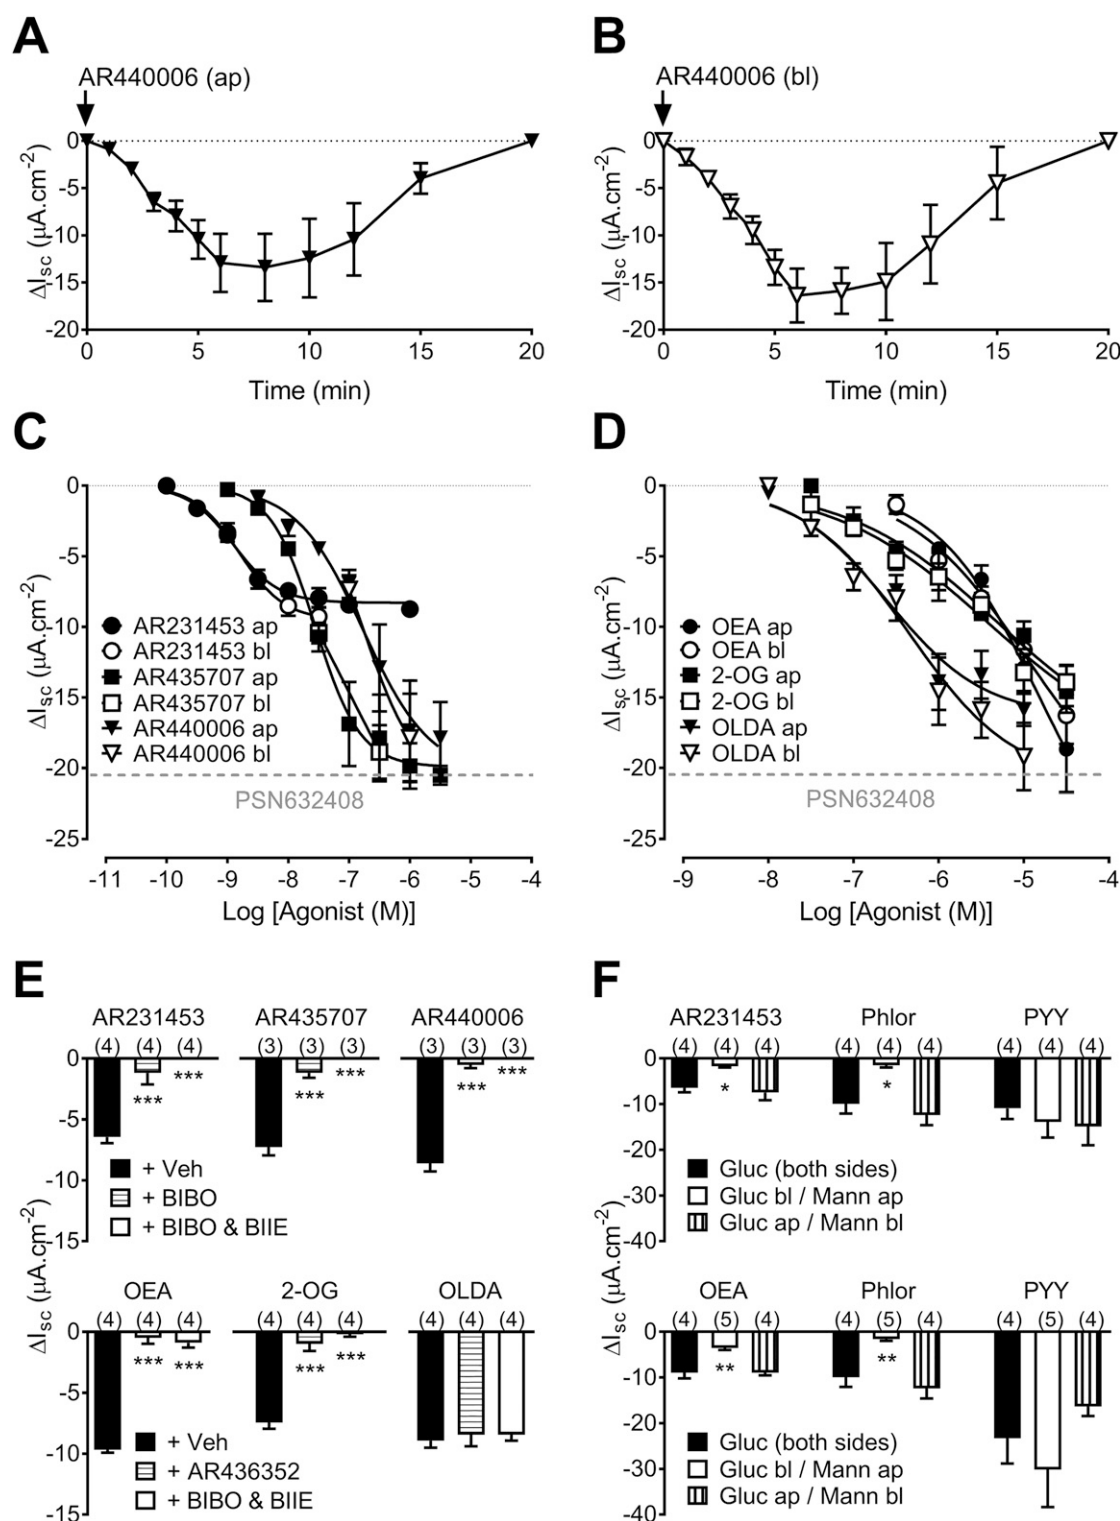 A
AR440006 (ap)
ΔIsc (μA.cm-2)
0
-5
-10
-15
-20
0
5
10
15
20
Time (min)
B
AR440006 (bl)
ΔIsc (μA.cm-2)
0
-5
-10
-15
-20
0
5
10
15
20
Time (min)
C
ΔIsc (μA.cm-2)
0
-5
-10
-15
-20
-25
AR231453 ap
AR231453 bl
AR435707 ap
AR435707 bl
AR440006 ap
AR440006 bl
PSN632408
-11
-10
-9
-8
-7
-6
-5
-4
Log [Agonist (M)]
D
ΔIsc (μA.cm-2)
0
-5
-10
-15
-20
-25
OEA ap
OEA bl
2-OG ap
2-OG bl
OLDA ap
OLDA bl
PSN632408
-9
-8
-7
-6
-5
-4
Log [Agonist (M)]
E
AR231453 AR435707 AR440006
(4) (4) (4) (3) (3) (3) (3) (3) (3)
0
-5
-10
-15
*** *** *** *** *** ***
+ Veh
+ BIBO
+ BIBO & BIIE
ΔIsc (μA.cm-2)
OEA 2-OG OLDA
(4) (4) (4) (4) (4) (4) (4) (4) (4)
0
-5
-10
-15
*** *** *** ***
+ Veh
+ AR436352
+ BIBO & BIIE
F
AR231453 Phlor PYY
(4) (4) (4) (4) (4) (4) (4) (4) (4)
0
-10
-20
-30
-40
* *
Gluc (both sides)
Gluc bl / Mann ap
Gluc ap / Mann bl
ΔIsc (μA.cm-2)
OEA Phlor PYY
(4) (5) (4) (4) (5) (4) (4) (5) (4)
0
-10
-20
-30
-40
** **
Gluc (both sides)
Gluc bl / Mann ap
Gluc ap / Mann bl